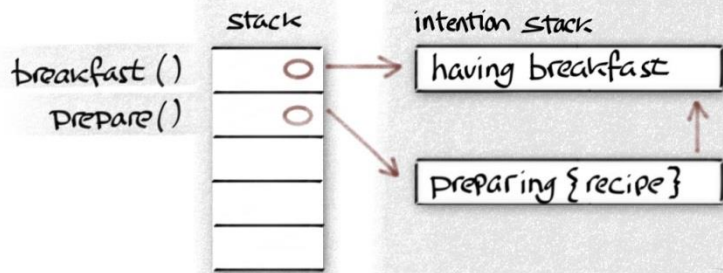 stack
intention stack
breakfast()
having breakfast
prepare()
preparing {recipe}